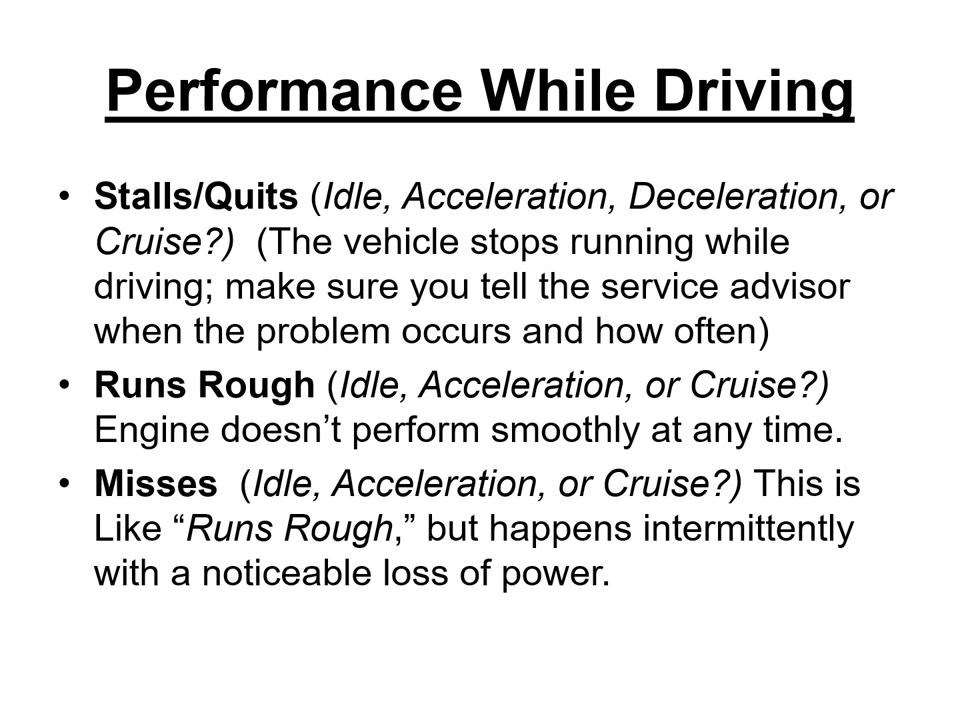 Performance While Driving
• Stalls/Quits (Idle, Acceleration, Deceleration, or
Cruise?)  (The vehicle stops running while
driving; make sure you tell the service advisor
when the problem occurs and how often)
• Runs Rough (Idle, Acceleration, or Cruise?)
Engine doesn’t perform smoothly at any time.
• Misses  (Idle, Acceleration, or Cruise?) This is
Like “Runs Rough,” but happens intermittently
with a noticeable loss of power.